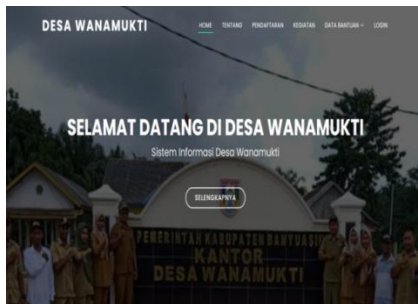 DESA WANAMUKTI
HOME TENTANG PENDAFTARAN KEGIATAN DATA BANTUAN LOGIN
SELAMAT DATANG DI DESA WANAMUKTI
Sistem Informasi Desa Wanamukti
SELENGKAPNYA
PEMERINTAH KABUPATEN BANYUASIN
KANTOR
DESA WANAMUKTI